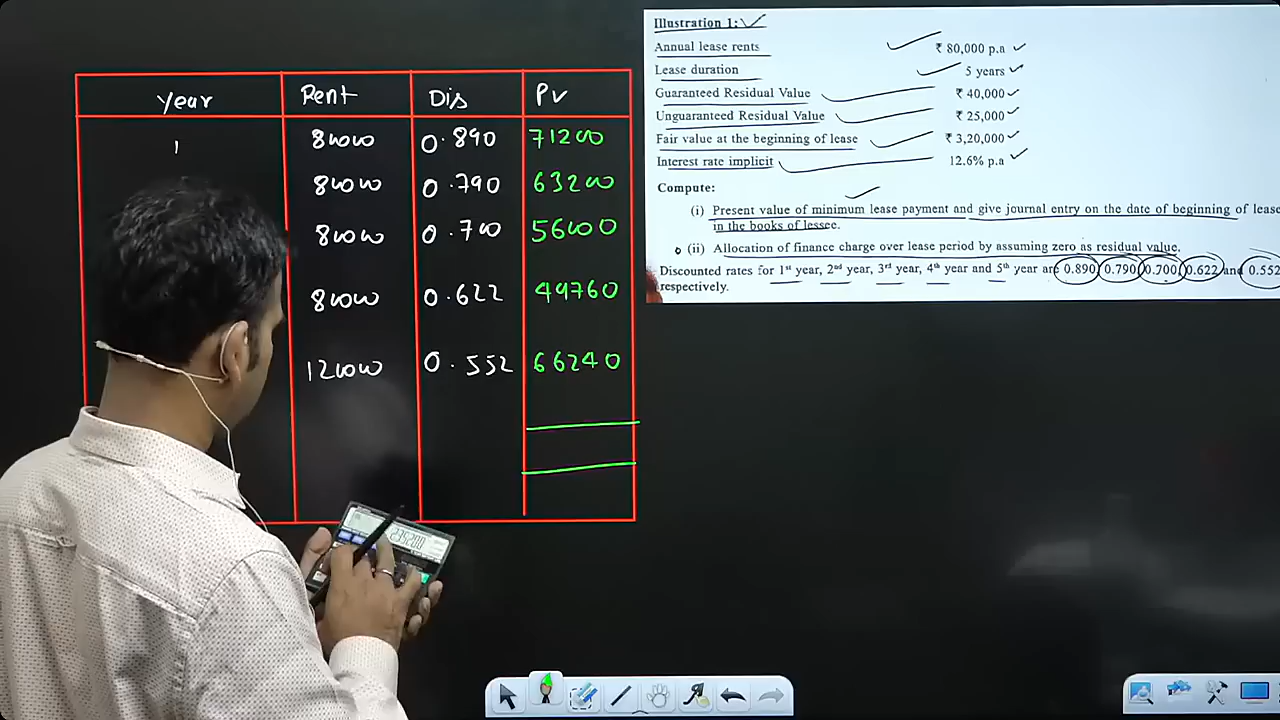 Year Rent Dis PV
1 80000 0.890 71200
80000 0.790 63200
80000 0.700 56000
80000 0.622 49760
120000 0.552 66240
Illustration 1:
Annual lease rents ₹ 80,000 p.a
Lease duration 5 years
Guaranteed Residual Value ₹ 40,000
Unguaranteed Residual Value ₹ 25,000
Fair value at the beginning of lease ₹ 3,20,000
Interest rate implicit 12.6% p.a
Compute:
(i) Present value of minimum lease payment and give journal entry on the date of beginning of lease
in the books of lessee.
(ii) Allocation of finance charge over lease period by assuming zero as residual value.
Discounted rates for 1st year, 2nd year, 3rd year, 4th year and 5th year are 0.890, 0.790, 0.700, 0.622 and 0.552
respectively.